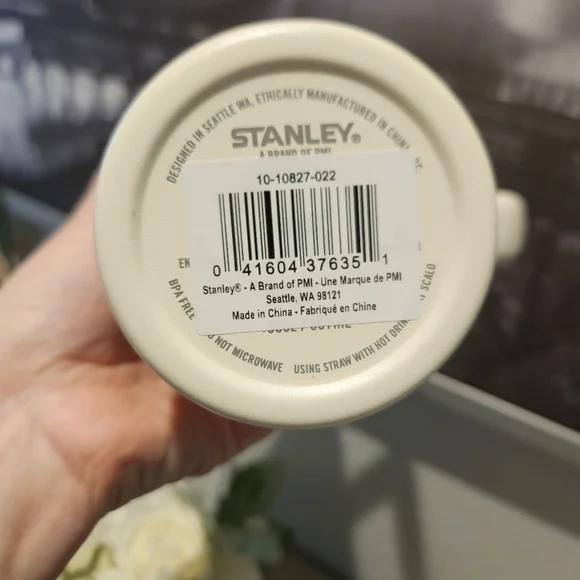 DESIGNED IN SEATTLE WA, ETHICALLY MANUFACTURED IN CHINA
STANLEY®
A BRAND OF PMI
10-10827-022
0 41604 37635 1
Stanley® - A Brand of PMI - Une Marque de PMI
Seattle, WA 98121
Made in China - Fabriqué en Chine
BPA FREE
NOT MICROWAVE USING STRAW WITH HOT DRIN
SCALD